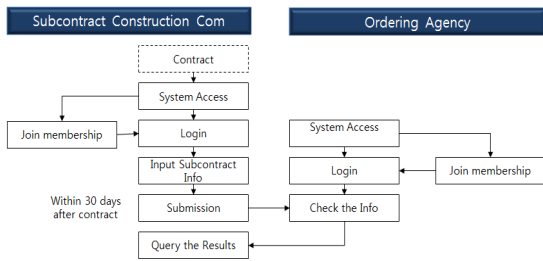 Subcontract Construction Com
Ordering Agency
Contract
System Access
Join membership
Login
Input Subcontract
Info
Within 30 days
after contract
Submission
Query the Results
System Access
Login
Join membership
Check the Info